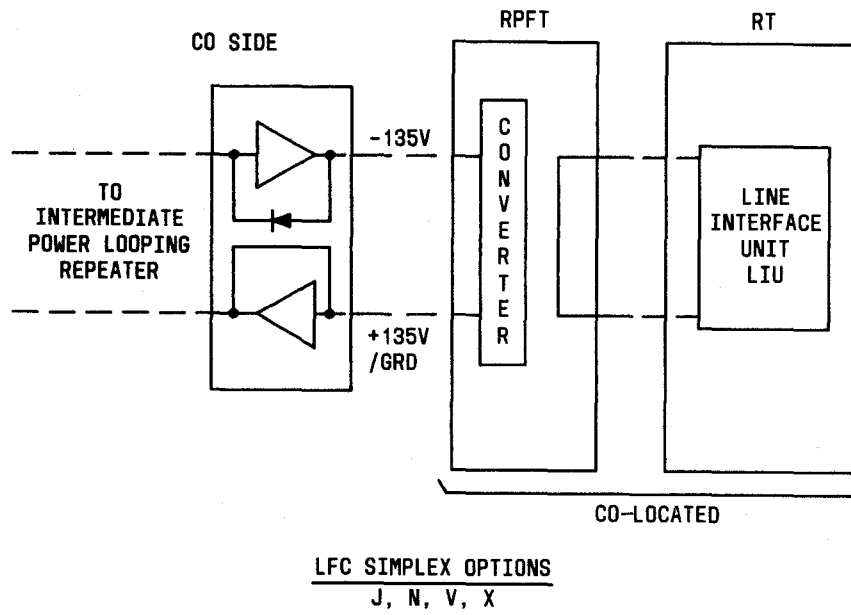 CO SIDE
RPFT
RT
-135V
TO
INTERMEDIATE
POWER LOOPING
REPEATER
+135V
/GRD
CONVERTER
LINE
INTERFACE
UNIT
LIU
CO-LOCATED
LFC SIMPLEX OPTIONS
J, N, V, X